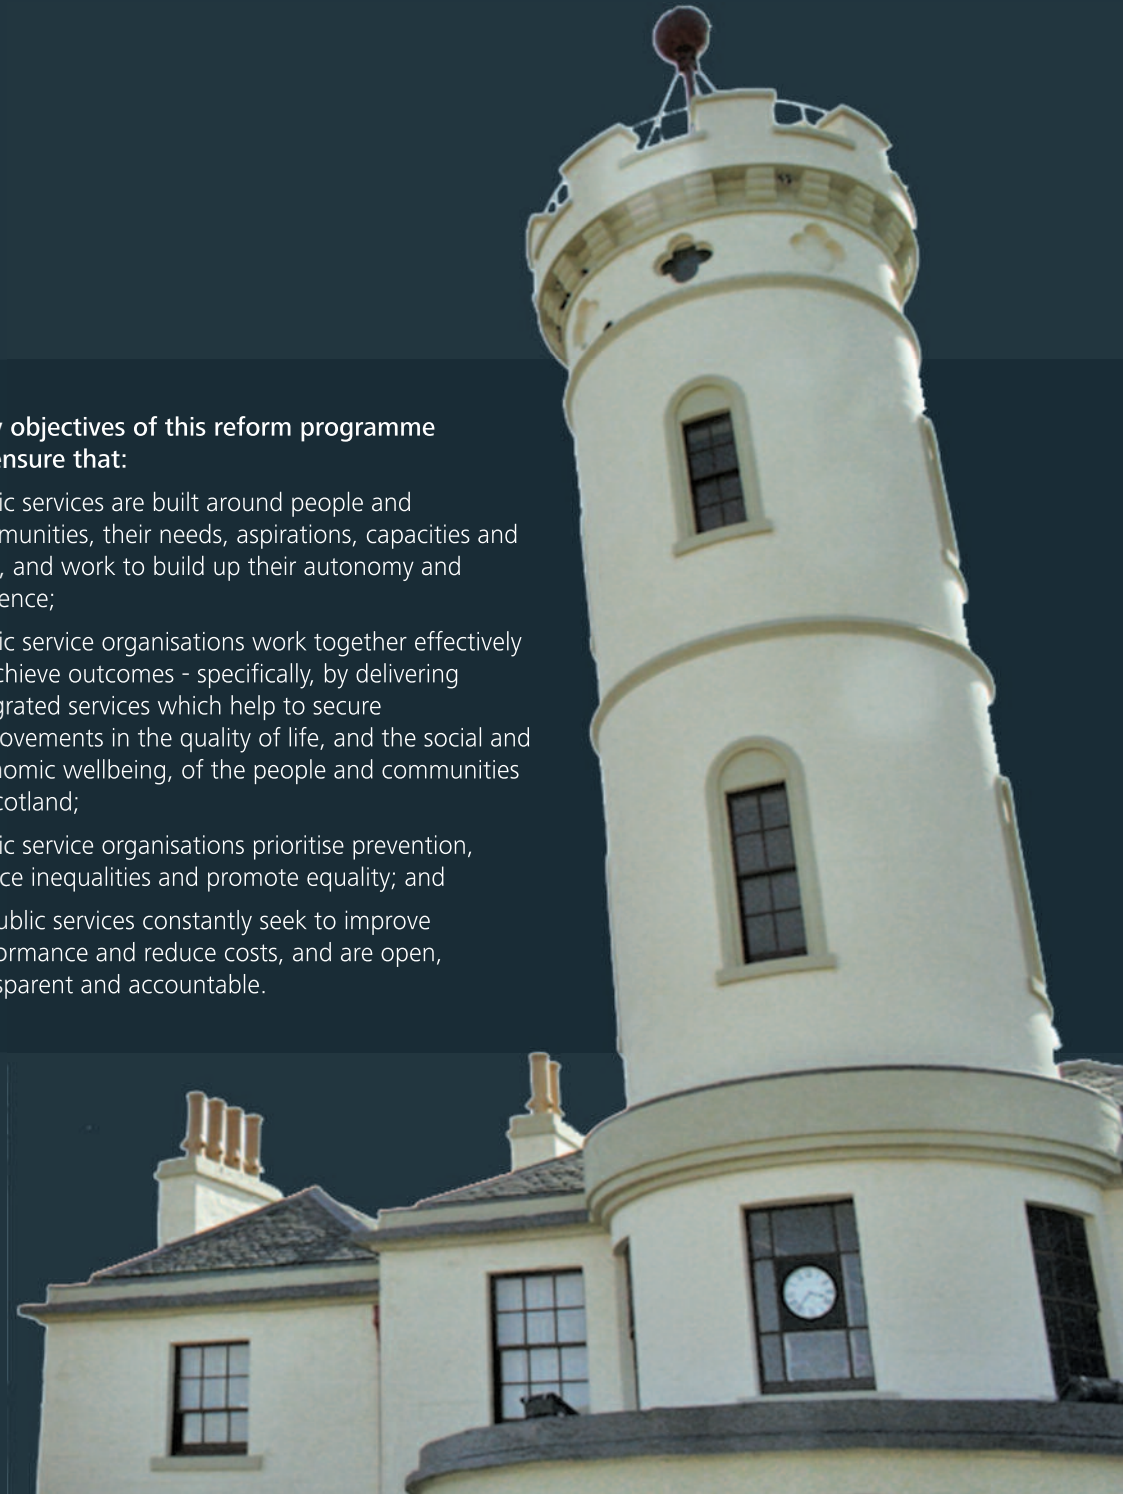 objectives of this reform programme
ensure that:
ic services are built around people and
munities, their needs, aspirations, capacities and
, and work to build up their autonomy and
ence;
ic service organisations work together effectively
chieve outcomes - specifically, by delivering
grated services which help to secure
ovements in the quality of life, and the social and
nomic wellbeing, of the people and communities
cotland;
ic service organisations prioritise prevention,
ce inequalities and promote equality; and
ublic services constantly seek to improve
ormance and reduce costs, and are open,
sparent and accountable.